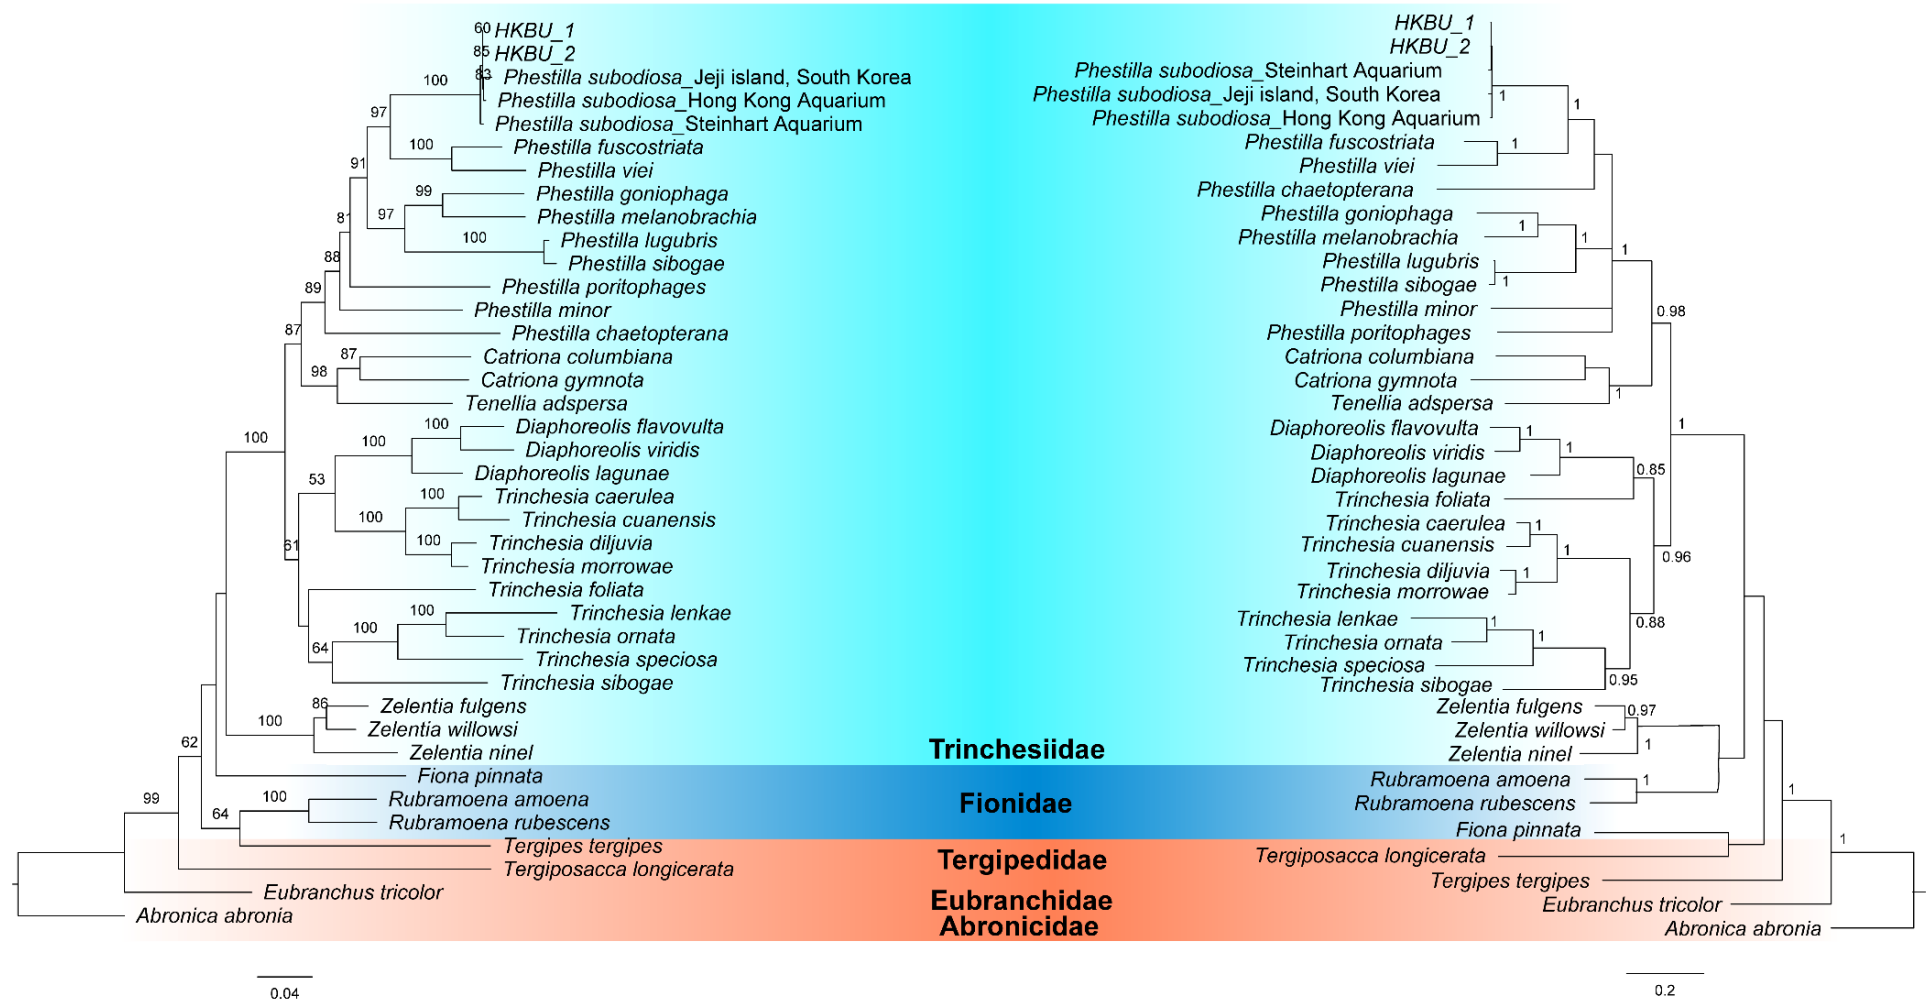 60 HKBU_1
85 HKBU_2
83 Phestilla subodiosa_Jeji island, South Korea
100
Phestilla subodiosa_Hong Kong Aquarium
97
Phestilla subodiosa_Steinhart Aquarium
100 Phestilla fuscostriata
91
Phestilla viei
99 Phestilla goniophaga
81 97 Phestilla melanobrachia
100 Phestilla lugubris
88 Phestilla sibogae
89 Phestilla poritophages
Phestilla minor
87 Phestilla chaetopterana
87 Catriona columbiana
98 Catriona gymnota
Tenellia adspersa
100 Diaphoreolis flavovulta
100 100 Diaphoreolis viridis
53 Diaphoreolis lagunae
100 Trinchesia caerulea
100 Trinchesia cuanensis
61 100 Trinchesia diljuvia
Trinchesia morrowae
Trinchesia foliata
100 Trinchesia lenkae
100 Trinchesia ornata
64 Trinchesia speciosa
Trinchesia sibogae
86 Zelentia fulgens
100 Zelentia willowsi
62 Zelentia ninel
Fiona pinnata
99 100 Rubramoena amoena
64 Rubramoena rubescens
Tergipes tergipes
Tergiposacca longicerata
Eubranchus tricolor
Abronica abronia
0.04
Trinchesiidae
Fionidae
Tergipedidae
Eubranchidae
Abronicidae
HKBU_1
HKBU_2
Phestilla subodiosa_Steinhart Aquarium
Phestilla subodiosa_Jeji island, South Korea 1 1
Phestilla subodiosa_Hong Kong Aquarium
Phestilla fuscostriata 1
Phestilla viei
Phestilla chaetopterana
Phestilla goniophaga 1
Phestilla melanobrachia 1 1
Phestilla lugubris
Phestilla sibogae 1
Phestilla minor 0.98
Phestilla poritophages
Catriona columbiana
Catriona gymnota 1
Tenellia adspersa
Diaphoreolis flavovulta 1 1
Diaphoreolis viridis 1
Diaphoreolis lagunae 0.85
Trinchesia foliata
Trinchesia caerulea 1
Trinchesia cuanensis 1 0.96
Trinchesia diljuvia 1
Trinchesia morrowae
Trinchesia lenkae 1 0.88
Trinchesia ornata 1
Trinchesia speciosa
Trinchesia sibogae 0.95
Zelentia fulgens 0.97
Zelentia willowsi
Zelentia ninel 1
Rubramoena amoena 1 1
Rubramoena rubescens
Fiona pinnata 1
Tergiposacca longicerata
Tergipes tergipes
Eubranchus tricolor
Abronica abronia
0.2